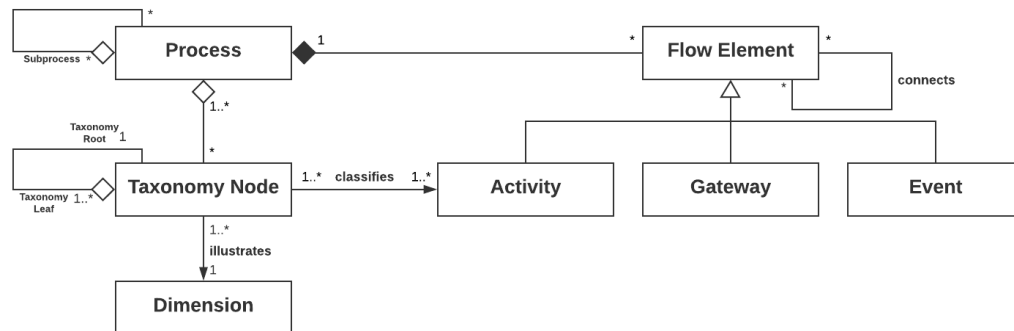 *
Process
1
*
Flow Element
*
Subprocess *
*
connects
1..*
Taxonomy
Root
1
*
Taxonomy Node
1..*
classifies
1..*
Activity
Gateway
Event
Taxonomy
Leaf
1..*
1..*
illustrates
1
Dimension